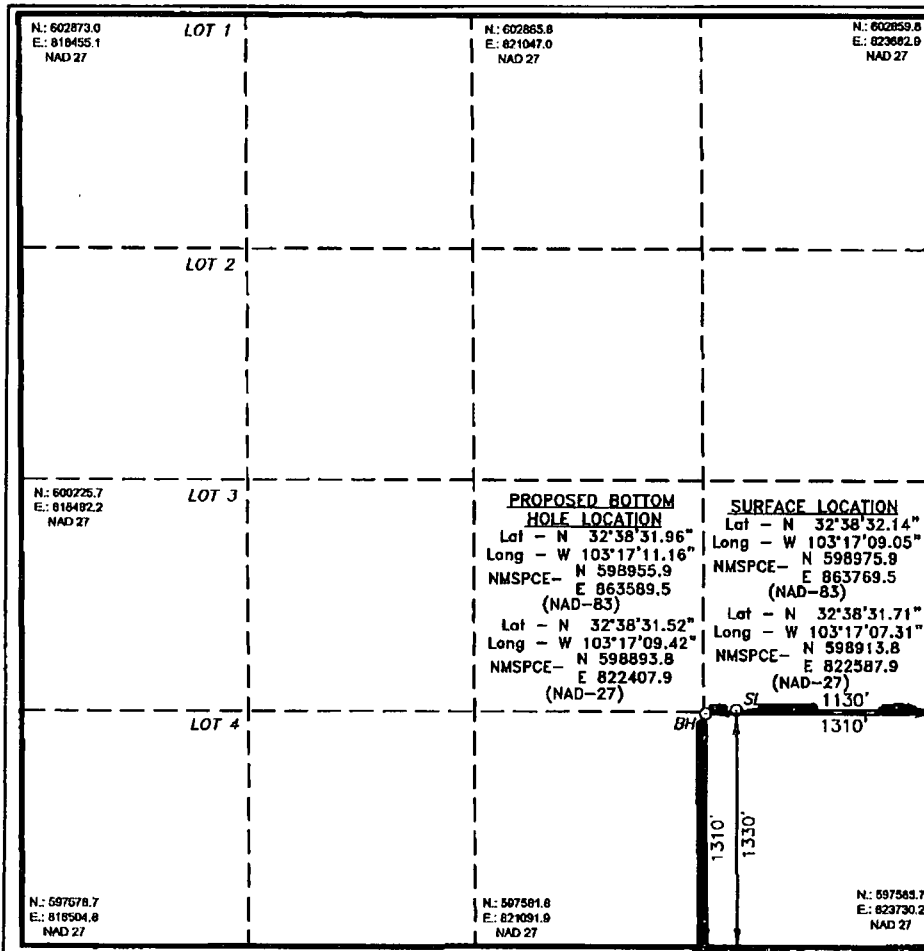 N.: 602873.0
E.: 818455.1
NAD 27
LOT 1
N.: 602865.8
E.: 821047.0
NAD 27
N.: 602859.8
E.: 823682.9
NAD 27
LOT 2
N.: 600225.7
E.: 818482.2
NAD 27
LOT 3
PROPOSED BOTTOM
HOLE LOCATION
Lat - N 32°38'31.96"
Long - W 103°17'11.16"
NMSPCE- N 598955.9
E 863589.5
(NAD-83)
Lat - N 32°38'31.52"
Long - W 103°17'09.42"
NMSPCE- N 598893.8
E 822407.9
(NAD-27)
SURFACE LOCATION
Lat - N 32°38'32.14"
Long - W 103°17'09.05"
NMSPCE- N 598975.9
E 863769.5
(NAD-83)
Lat - N 32°38'31.71"
Long - W 103°17'07.31"
NMSPCE- N 598913.8
E 822587.9
(NAD-27)
LOT 4
BH
SL
1130'
1310'
1310'
1330'
N.: 597578.7
E.: 818504.8
NAD 27
N.: 597581.8
E.: 821091.9
NAD 27
N.: 597585.7
E.: 823730.2
NAD 27